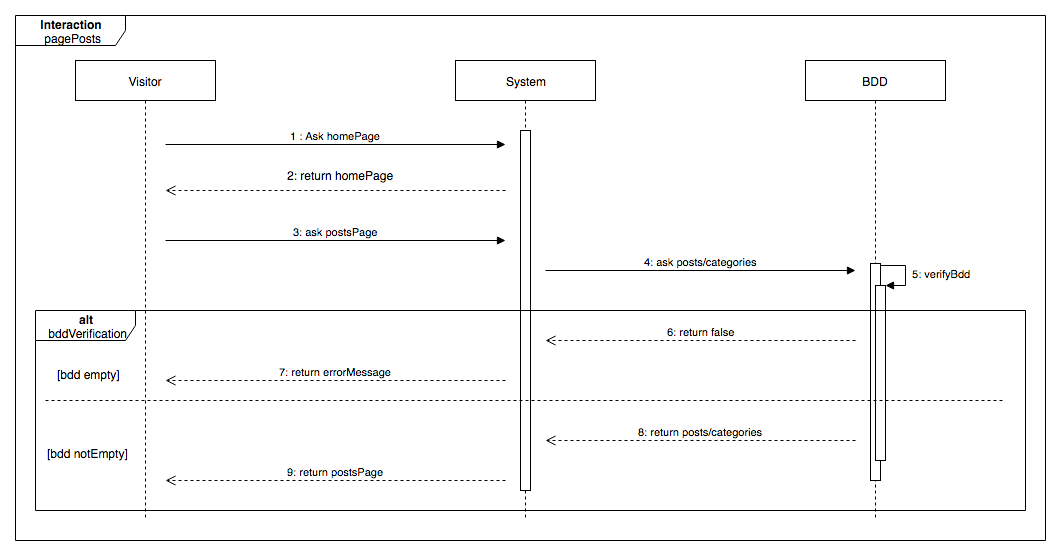 Interaction
pagePosts
Visitor
System
BDD
1 : Ask homePage
2: return homePage
3: ask postsPage
4: ask posts/categories
5: verifyBdd
alt
bddVerification
6: return false
[bdd empty]
7: return errorMessage
8: return posts/categories
[bdd notEmpty]
9: return postsPage